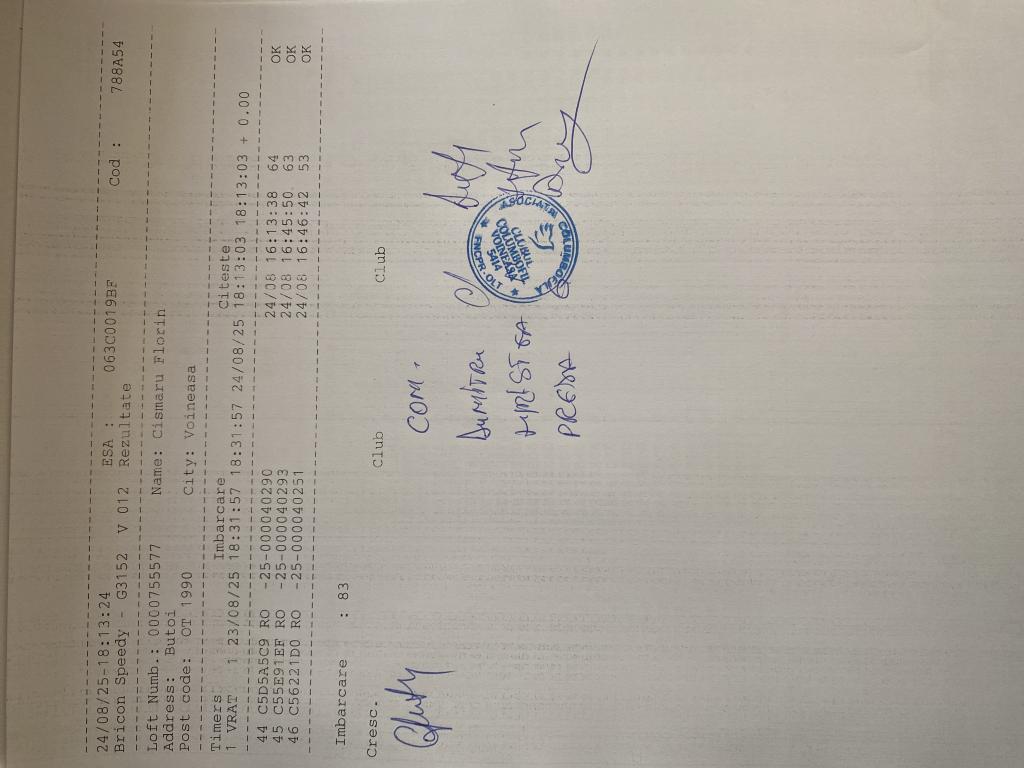 24/08/25-18:13:24 ESA : 063C0019BF Cod : 788A54
Bricon Speedy - G3152 V 012 Rezultate
Loft Numb.: 0000755577 Name: Cismaru Florin
Address: Butoi
Post code: OT 1990 City: Voineasa
Timers Imbarcare Citeste
1 VRAT 1 23/08/25 18:31:57 18:31:57 24/08/25 18:13:03 18:13:03 + 0.00
44 C5D5A5C9 RO -25-000040290 24/08 16:13:38 64 OK
45 C55E91EF RO -25-000040293 24/08 16:45:50 63 OK
46 C56221D0 RO -25-000040251 24/08 16:46:42 53 OK
Imbarcare : 83
Cresc. Club Club
COM.
DUMITRU
HRISTEA
PREDA
ASOCIATIA COLUMBOFILA
FNCPR. OLT
CLUBUL
COLUMBOFIL
VOINEASA
5414